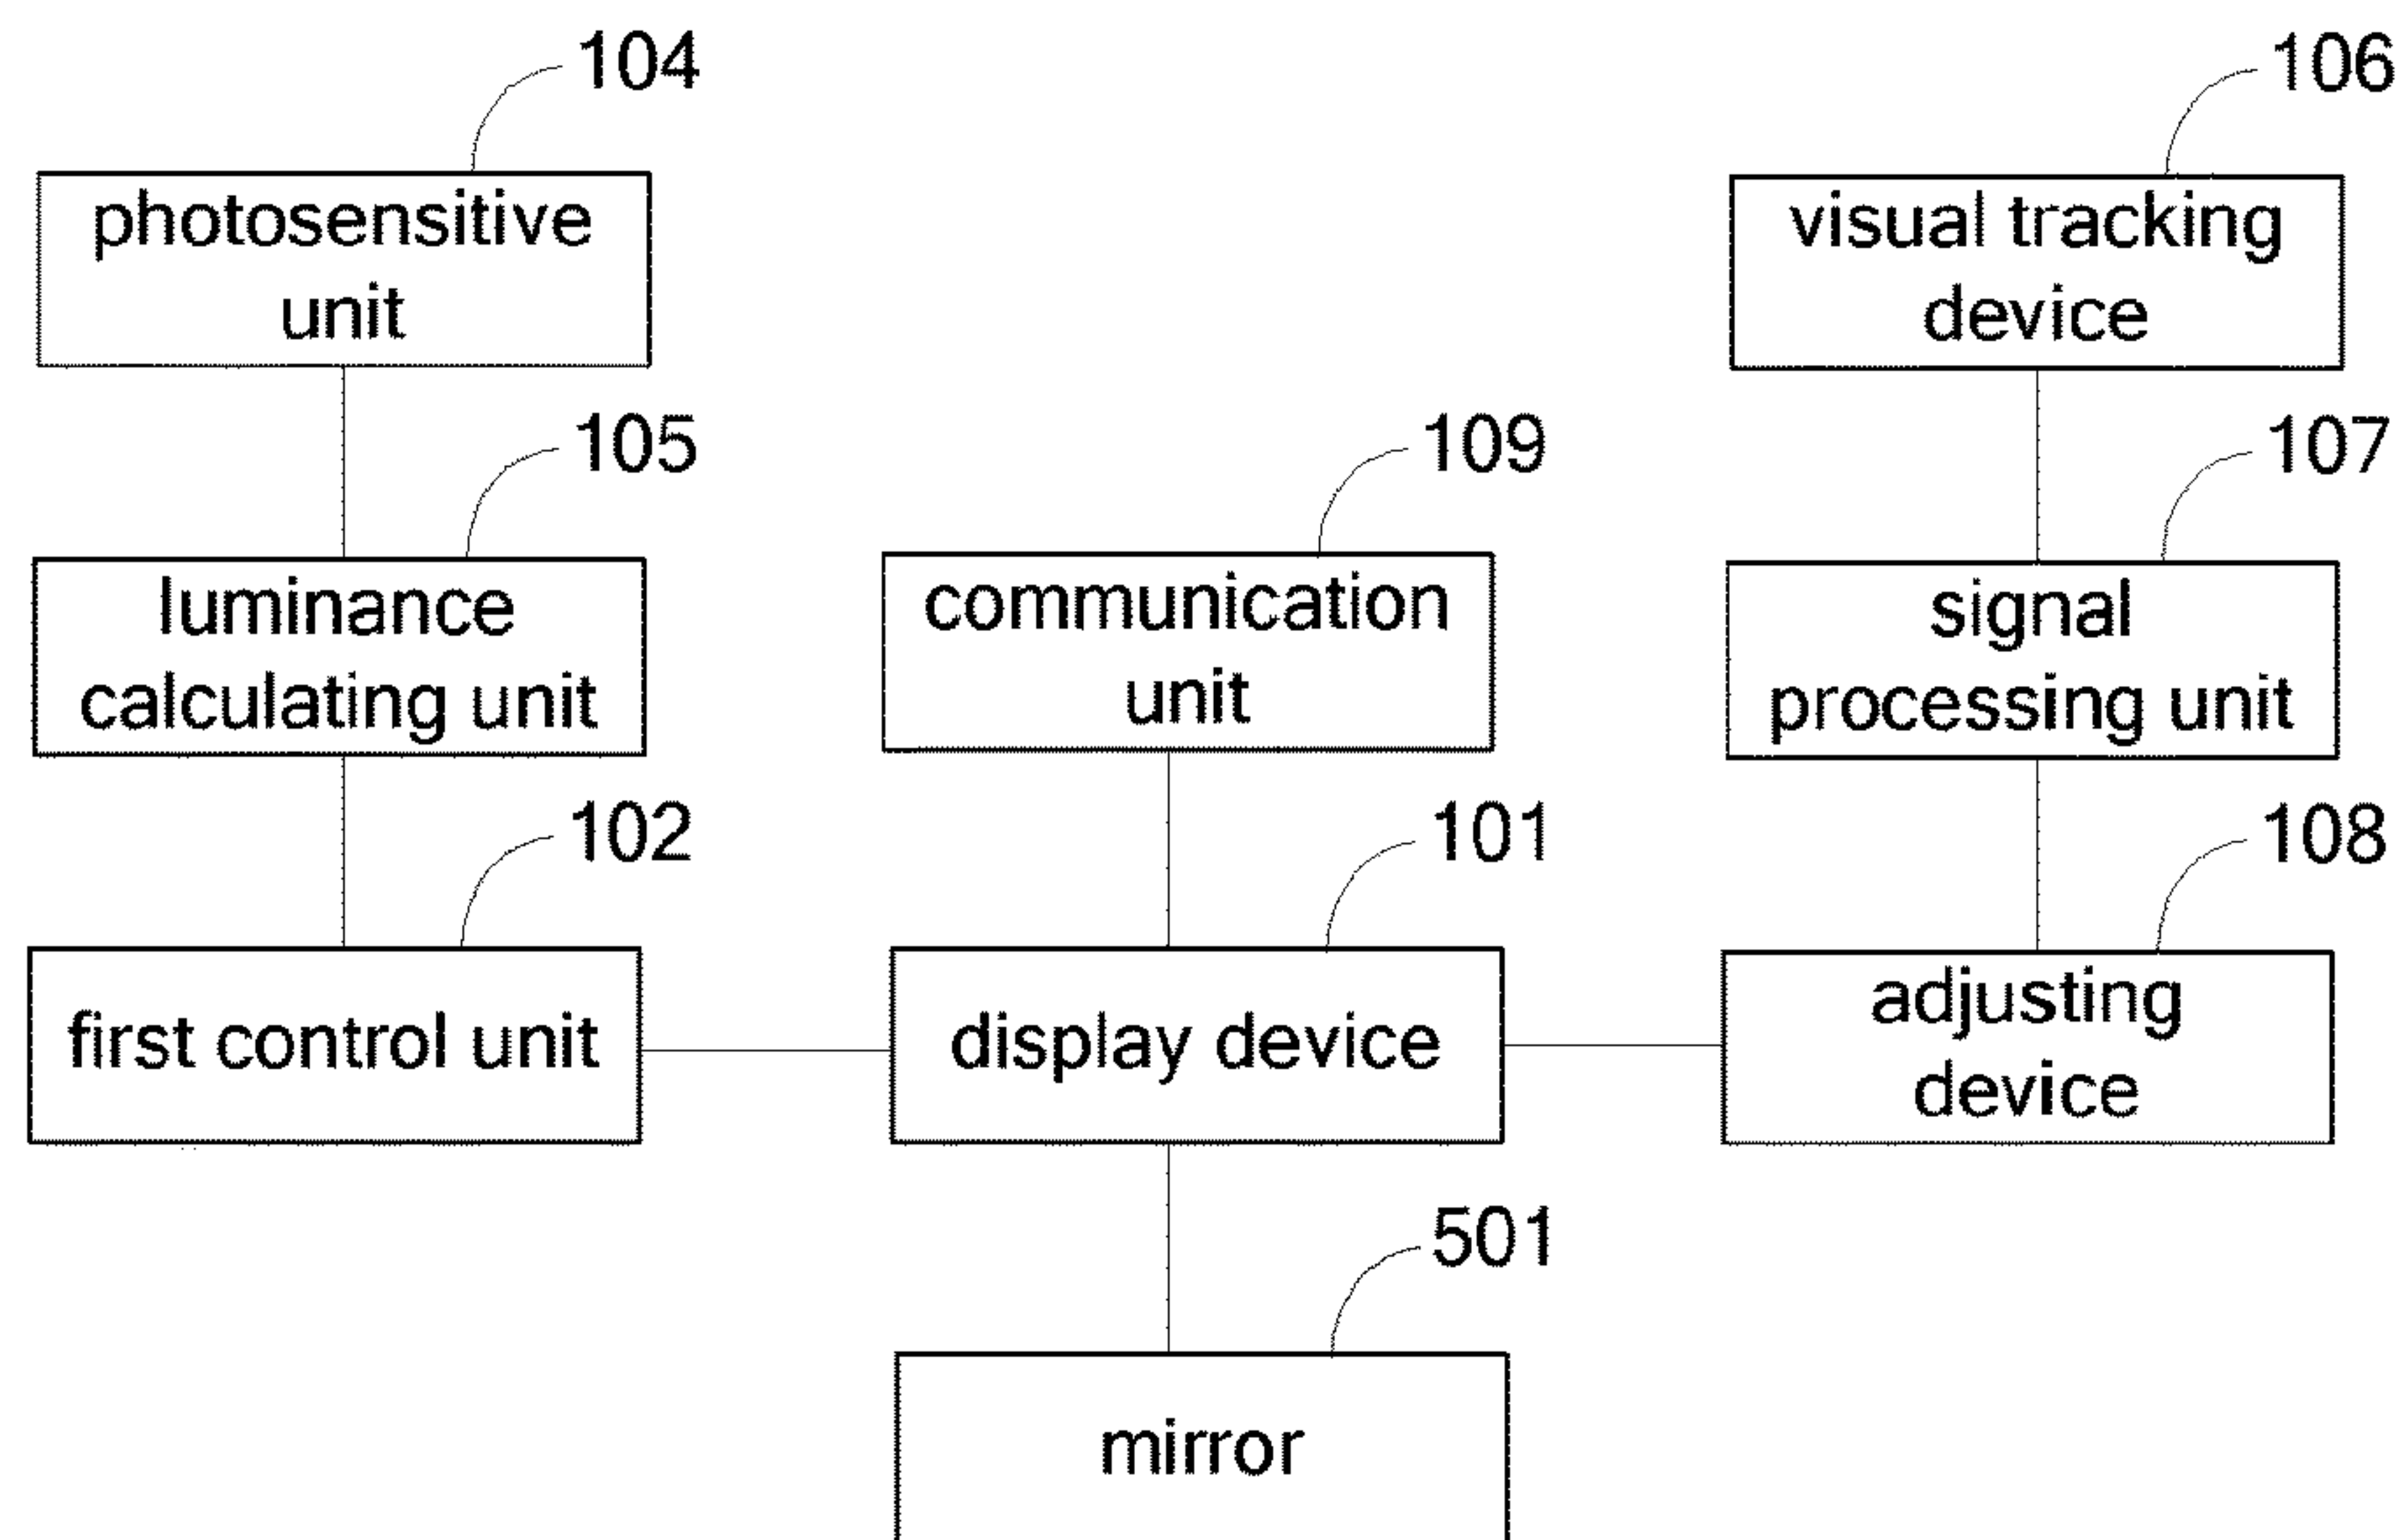 104
106
photosensitive
unit
visual tracking
device
105
109
107
luminance
calculating unit
communication
unit
signal
processing unit
102
101
108
first control unit
display device
adjusting
device
501
mirror